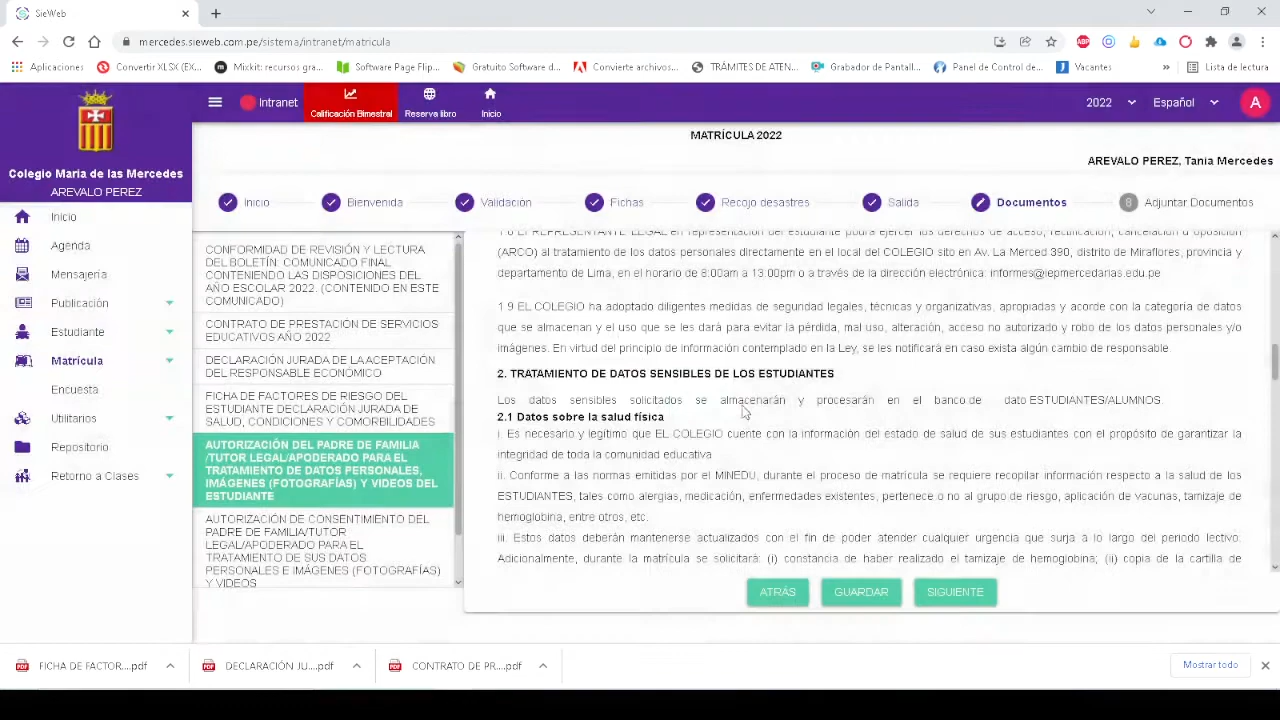 SieWeb
mercedes.sieweb.com.pe/sistema/intranet/matricula
Aplicaciones
Convertir XLSX (EX...
Mixkit: recursos gra...
Software Page Flip...
Gratuito Software d...
Convierte archivos...
TRÁMITES DE ATEN...
Grabador de Pantall...
Panel de Control de...
Vacantes
»
Lista de lectura
Intranet
Calificación Bimestral
Reserva libro
Inicio
2022
Español
A
Colegio María de las Mercedes
AREVALO PEREZ
MATRÍCULA 2022
AREVALO PEREZ, Tania Mercedes
Inicio
Bienvenida
Validación
Fichas
Recojo desastres
Salida
Documentos
8
Adjuntar Documentos
Inicio
Agenda
Mensajería
Publicación
Estudiante
Matrícula
Encuesta
Utilitarios
Repositorio
Retorno a Clases
CONFORMIDAD DE REVISIÓN Y LECTURA
DEL BOLETÍN: COMUNICADO FINAL
CONTENIENDO LAS DISPOSICIONES DEL
AÑO ESCOLAR 2022. (CONTENIDO EN ESTE
COMUNICADO)
CONTRATO DE PRESTACIÓN DE SERVICIOS
EDUCATIVOS AÑO 2022
DECLARACIÓN JURADA DE LA ACEPTACIÓN
DEL RESPONSABLE ECONÓMICO
FICHA DE FACTORES DE RIESGO DEL
ESTUDIANTE DECLARACIÓN JURADA DE
SALUD, CONDICIONES Y COMORBILIDADES
AUTORIZACIÓN DEL PADRE DE FAMILIA
/TUTOR LEGAL/APODERADO PARA EL
TRATAMIENTO DE DATOS PERSONALES,
IMÁGENES (FOTOGRAFÍAS) Y VIDEOS DEL
ESTUDIANTE
AUTORIZACIÓN DE CONSENTIMIENTO DEL
PADRE DE FAMILIA/TUTOR
LEGAL/APODERADO PARA EL
TRATAMIENTO DE SUS DATOS
PERSONALES E IMÁGENES (FOTOGRAFÍAS)
Y VIDEOS
1.8 EL REPRESENTANTE LEGAL en representación del estudiante podrá ejercer los derechos de acceso, rectificación, cancelación u oposición
(ARCO) al tratamiento de los datos personales directamente en el local del COLEGIO sito en Av. La Merced 390, distrito de Miraflores, provincia y
departamento de Lima, en el horario de 8:00am a 13:00pm o a través de la dirección electrónica: informes@iepmercedarias.edu.pe
1.9 EL COLEGIO ha adoptado diligentes medidas de seguridad legales, técnicas y organizativas, apropiadas y acorde con la categoría de datos
que se almacenan y el uso que se les dará para evitar la pérdida, mal uso, alteración, acceso no autorizado y robo de los datos personales y/o
imágenes. En virtud del principio de información contemplado en la Ley, se les notificará en caso exista algún cambio de responsable.
2. TRATAMIENTO DE DATOS SENSIBLES DE LOS ESTUDIANTES
Los datos sensibles solicitados se almacenarán y procesarán en el banco de dato ESTUDIANTES/ALUMNOS.
2.1 Datos sobre la salud física
i. Es necesario y legítimo que EL COLEGIO cuente con la información del estado de salud de sus estudiantes con el propósito de garantizar la
integridad de toda la comunidad educativa
ii. Conforme a las normas emitidas por el MINEDU, durante el proceso de matrícula se requiere recopilar información respecto a la salud de los
ESTUDIANTES, tales como alergias, medicación, enfermedades existentes, pertenece o no al grupo de riesgo, aplicación de vacunas, tamizaje de
hemoglobina, entre otros, etc.
iii. Estos datos deberán mantenerse actualizados con el fin de poder atender cualquier urgencia que surja a lo largo del periodo lectivo.
Adicionalmente, durante la matrícula se solicitará: (i) constancia de haber realizado el tamizaje de hemoglobina; (ii) copia de la cartilla de
ATRÁS
GUARDAR
SIGUIENTE
FICHA DE FACTOR....pdf
DECLARACIÓN JU....pdf
CONTRATO DE PR....pdf
Mostrar todo